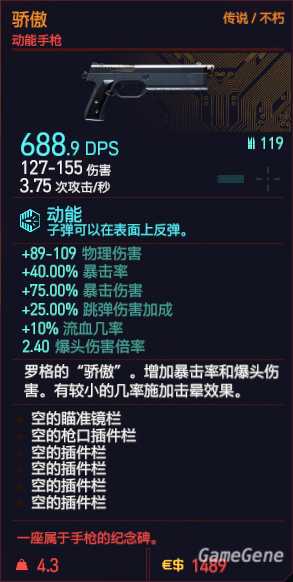 骄傲
传说 / 不朽
动能手枪
688.9 DPS
119
127-155 伤害
3.75 次攻击/秒
动能
子弹可以在表面上反弹。
+89-109 物理伤害
+40.00% 暴击率
+75.00% 暴击伤害
+25.00% 跳弹伤害加成
+10% 流血几率
2.40 爆头伤害倍率
罗格的“骄傲”。增加暴击率和爆头伤
害。有较小的几率施加击晕效果。
空的瞄准镜栏
空的枪口插件栏
空的插件栏
空的插件栏
空的插件栏
空的插件栏
一座属于手枪的纪念碑。
4.3
€$ 1489
GameGene